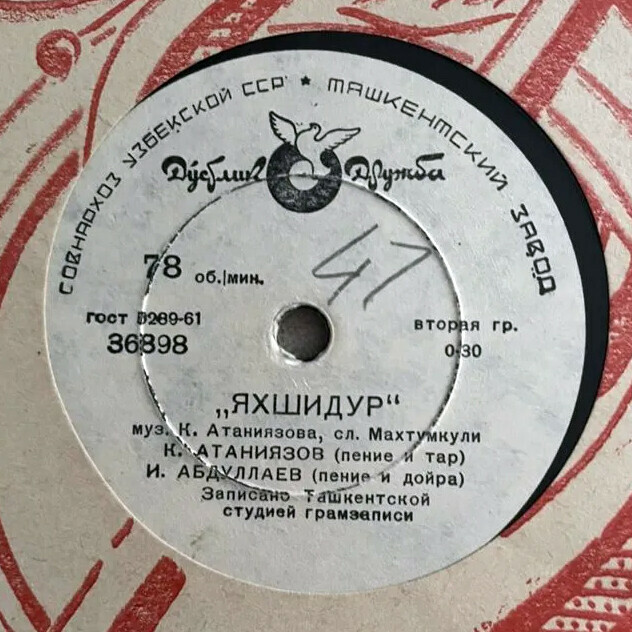 СОВНАРХОЗ УЗБЕКСКОЙ ССР ★ ТАШКЕНТСКИЙ ЗАВОД
Дўстлик Дружба
78 об./мин.
47
гост 5289-61
вторая гр.
36898
0-30
„ЯХШИДУР“
муз. К. Атаниязова, сл. Махтумкули
К. АТАНИЯЗОВ (пение и тар)
И. АБДУЛЛАЕВ (пение и дойра)
Записано Ташкентской
студией грамзаписи